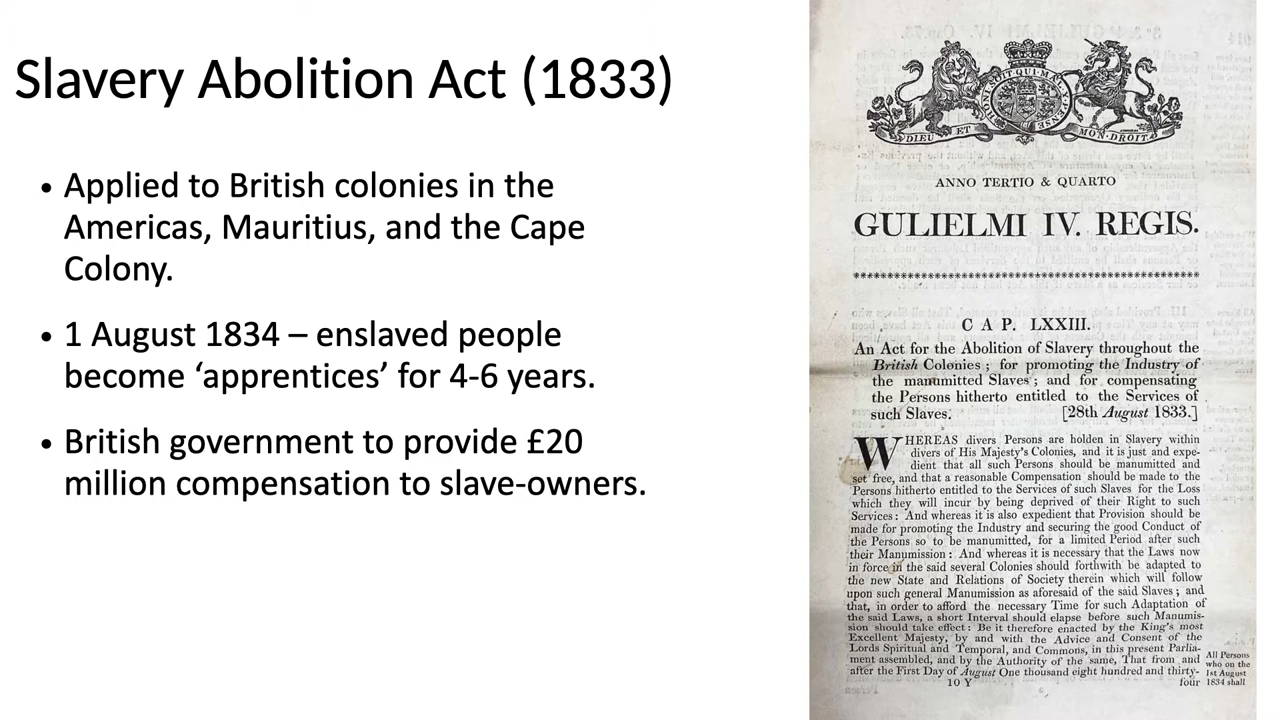 Slavery Abolition Act (1833)
• Applied to British colonies in the
Americas, Mauritius, and the Cape
Colony.
• 1 August 1834 – enslaved people
become ‘apprentices’ for 4-6 years.
• British government to provide £20
million compensation to slave-owners.
DIEU ET MON DROIT
ANNO TERTIO & QUARTO
GULIELMI IV. REGIS.
CAP. LXXIII.
An Act for the Abolition of Slavery throughout the
British Colonies ; for promoting the Industry of
the manumitted Slaves ; and for compensating
the Persons hitherto entitled to the Services of
such Slaves. [28th August 1833.]
WHEREAS divers Persons are holden in Slavery within
divers of His Majesty's Colonies, and it is just and expe-
dient that all such Persons should be manumitted and
set free, and that a reasonable Compensation should be made to the
Persons hitherto entitled to the Services of such Slaves for the Loss
which they will incur by being deprived of their Right to such
Services : And whereas it is also expedient that Provision should be
made for promoting the Industry and securing the good Conduct of
the Persons so to be manumitted, for a limited Period after such
their Manumission : And whereas it is necessary that the Laws now
in force in the said several Colonies should forthwith be adapted to
the new State and Relations of Society therein which will follow
upon such general Manumission as aforesaid of the said Slaves ; and
that, in order to afford the necessary Time for such Adaptation of
the said Laws, a short Interval should elapse before such Manumis-
sion should take effect : Be it therefore enacted by the King's most
Excellent Majesty, by and with the Advice and Consent of the
Lords Spiritual and Temporal, and Commons, in this present Parlia-
ment assembled, and by the Authority of the same, That from and
after the First Day of August One thousand eight hundred and thirty-
10 Y four
All Persons
who on the
1st August
1834 shall